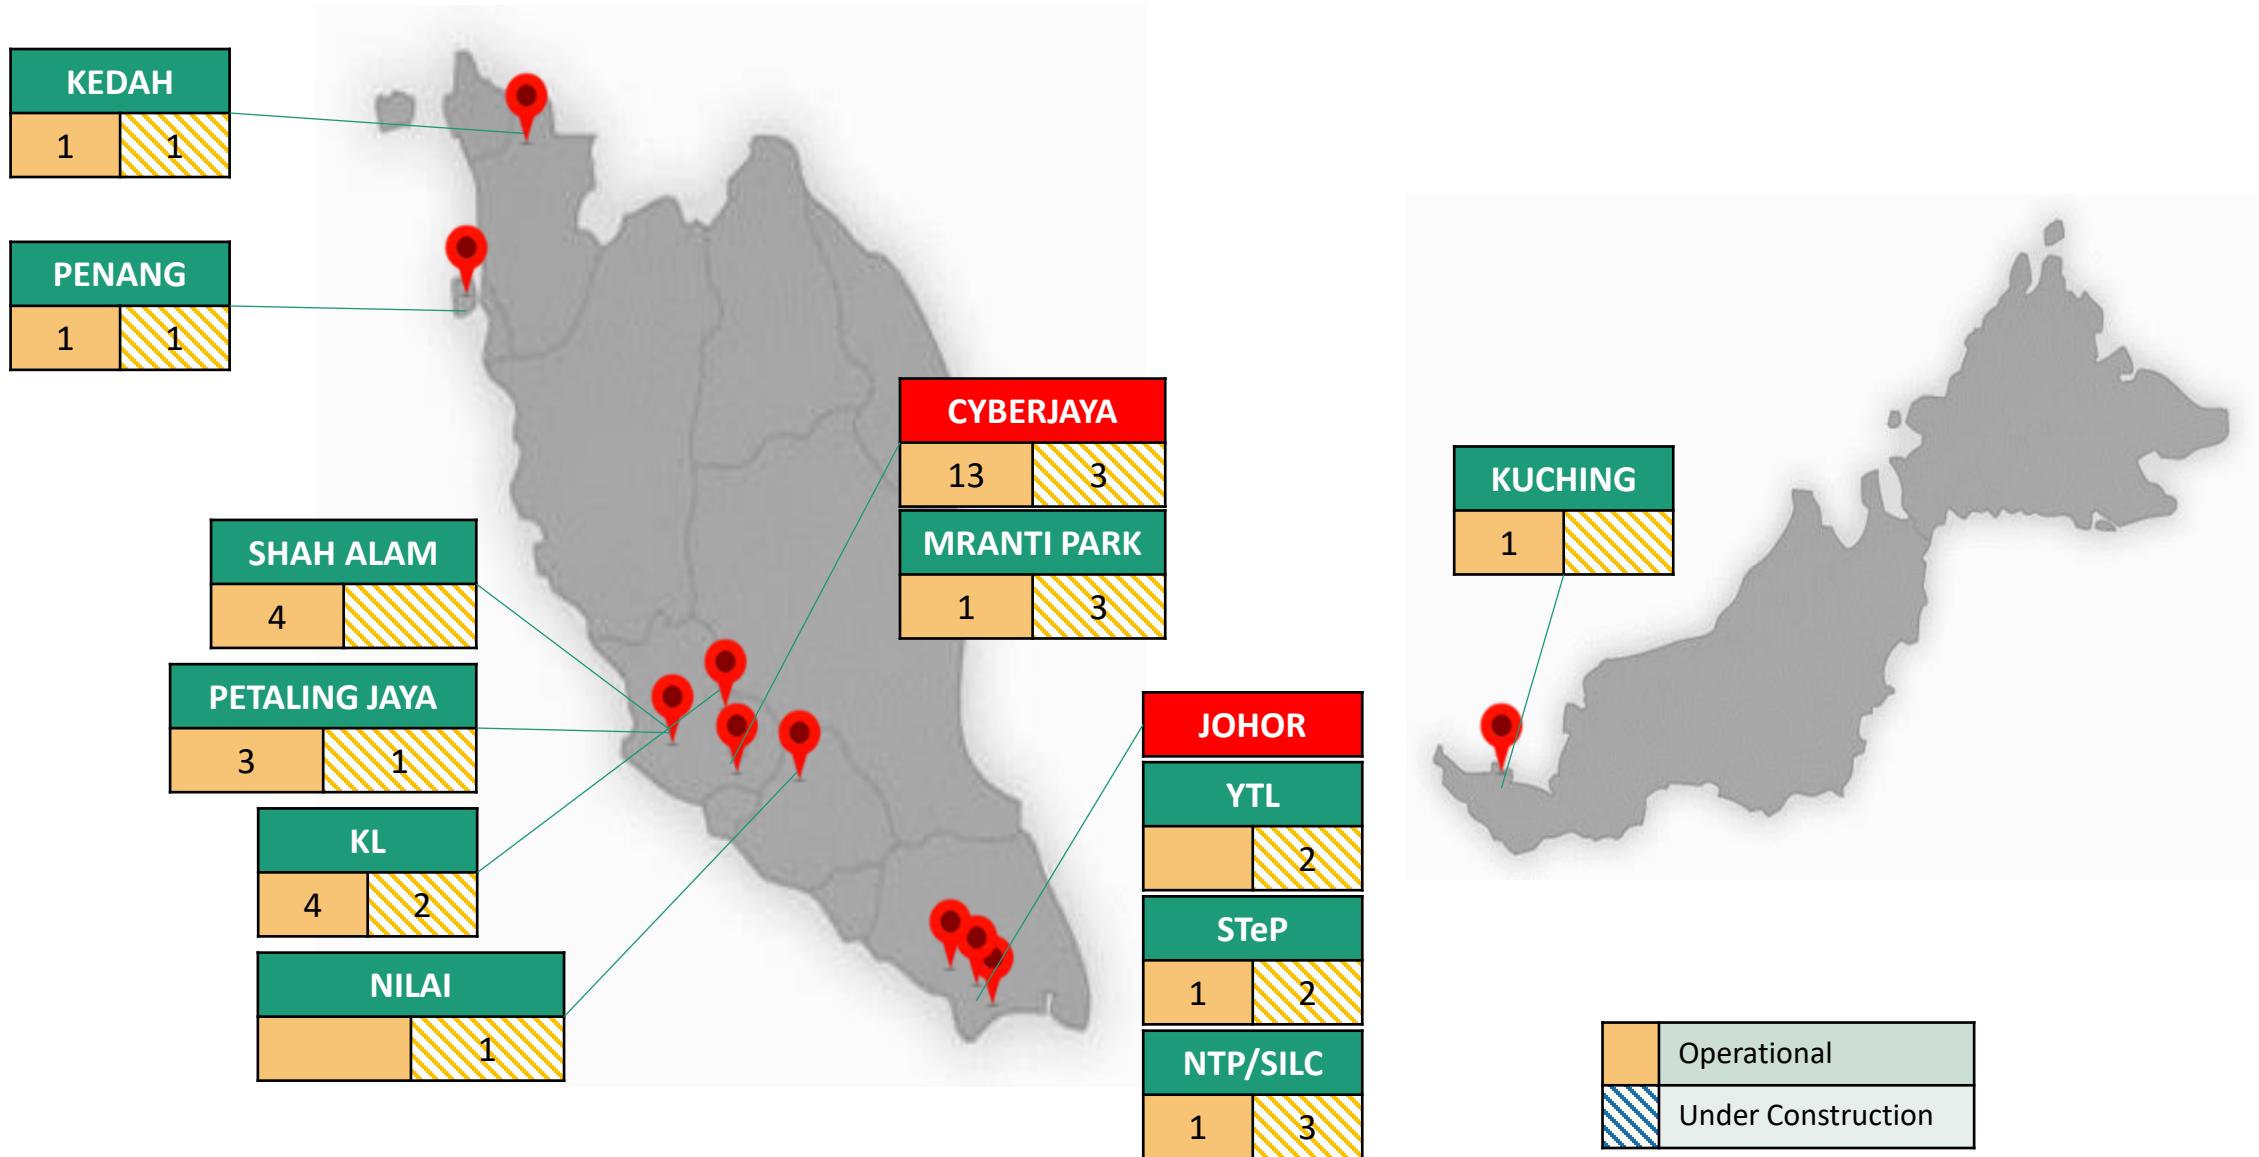 KEDAH
1 1
PENANG
1 1
CYBERJAYA
13 3
MRANTI PARK
1 3
SHAH ALAM
4
PETALING JAYA
3 1
KL
4 2
NILAI
1
JOHOR
YTL
2
STeP
1 2
NTP/SILC
1 3
KUCHING
1
Operational
Under Construction